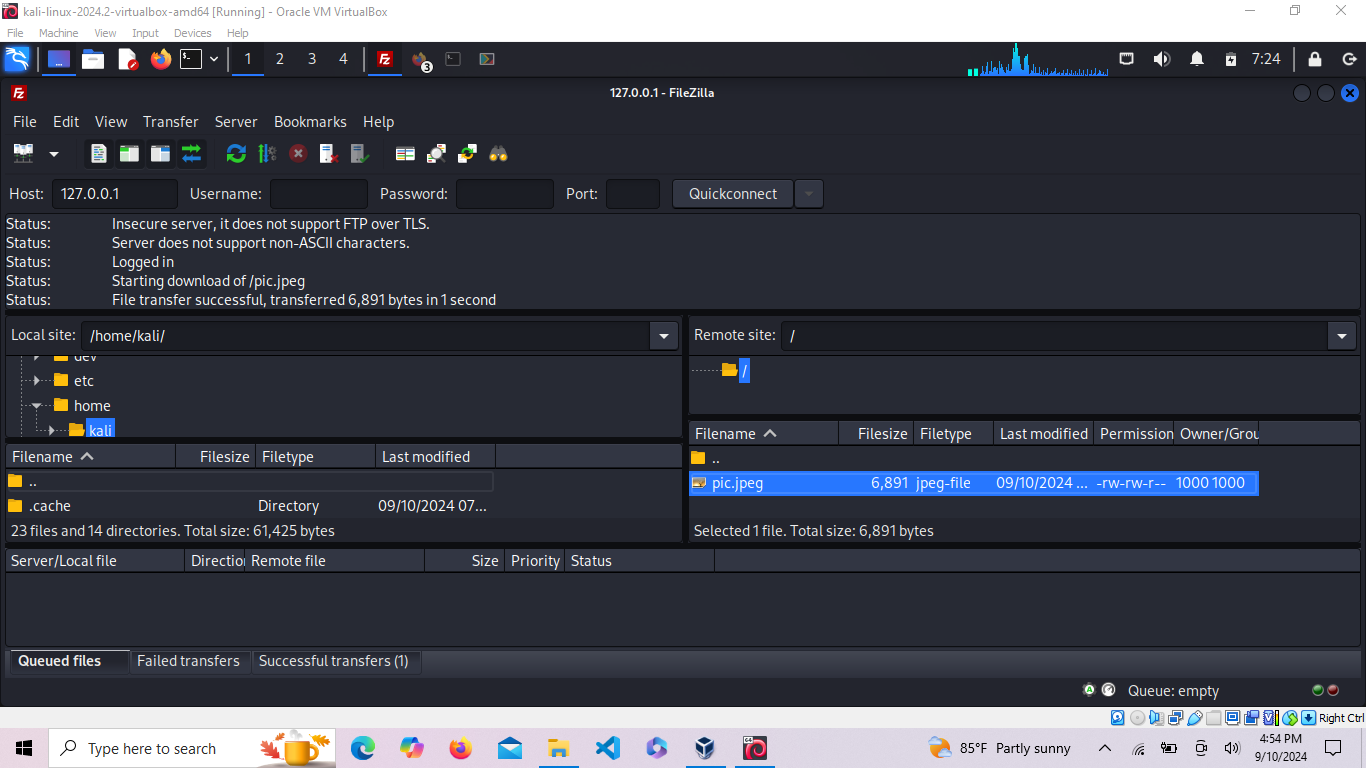 kali-linux-2024.2-virtualbox-amd64 [Running] - Oracle VM VirtualBox
File Machine View Input Devices Help
1 2 3 4 3 7:24
127.0.0.1 - FileZilla
File Edit View Transfer Server Bookmarks Help
Host: 127.0.0.1 Username: Password: Port: Quickconnect
Status: Insecure server, it does not support FTP over TLS.
Status: Server does not support non-ASCII characters.
Status: Logged in
Status: Starting download of /pic.jpeg
Status: File transfer successful, transferred 6,891 bytes in 1 second
Local site: /home/kali/
dev
etc
home
kali
Filename Filesize Filetype Last modified
..
.cache Directory 09/10/2024 07...
23 files and 14 directories. Total size: 61,425 bytes
Remote site: /
/
Filename Filesize Filetype Last modified Permission Owner/Grou
..
pic.jpeg 6,891 jpeg-file 09/10/2024 ... -rw-rw-r-- 1000 1000
Selected 1 file. Total size: 6,891 bytes
Server/Local file Direction Remote file Size Priority Status
Queued files Failed transfers Successful transfers (1)
Queue: empty
Right Ctrl
Type here to search
85°F Partly sunny
4:54 PM
9/10/2024